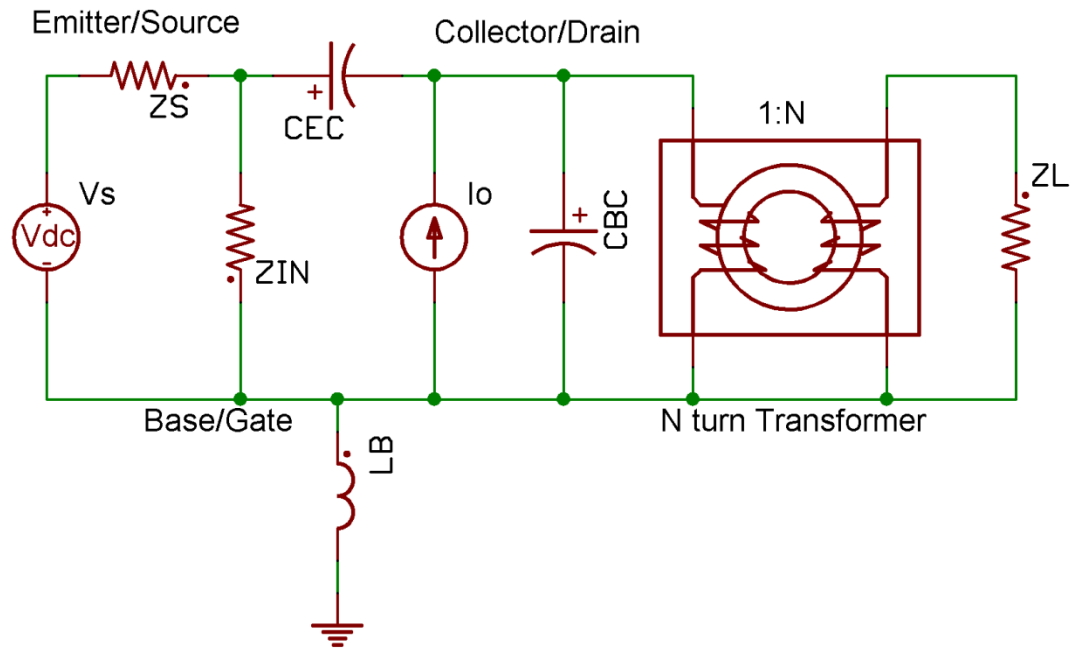 Emitter/Source
Collector/Drain
ZS
+
CEC
1:N
Vs
+
Vdc
-
ZIN
Io
+
CBC
ZL
Base/Gate
N turn Transformer
LB